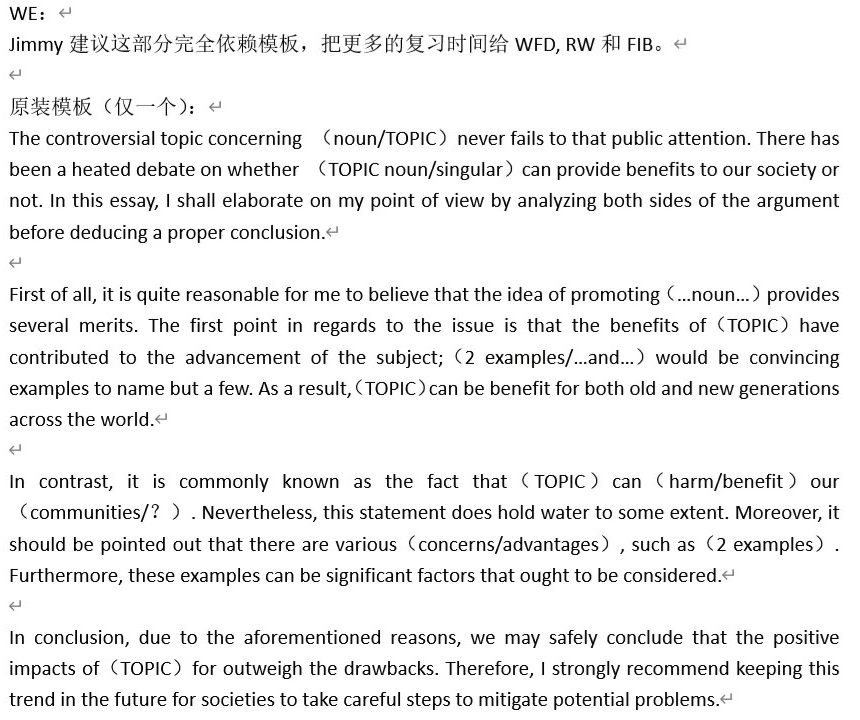 WE：
Jimmy 建议这部分完全依赖模板，把更多的复习时间给 WFD, RW 和 FIB。
原装模板（仅一个）：
The controversial topic concerning （noun/TOPIC）never fails to that public attention. There has
been a heated debate on whether （TOPIC noun/singular）can provide benefits to our society or
not. In this essay, I shall elaborate on my point of view by analyzing both sides of the argument
before deducing a proper conclusion.
First of all, it is quite reasonable for me to believe that the idea of promoting（…noun…）provides
several merits. The first point in regards to the issue is that the benefits of（TOPIC）have
contributed to the advancement of the subject;（2 examples/…and…）would be convincing
examples to name but a few. As a result,（TOPIC）can be benefit for both old and new generations
across the world.
In contrast, it is commonly known as the fact that（TOPIC）can（harm/benefit）our
（communities/？）. Nevertheless, this statement does hold water to some extent. Moreover, it
should be pointed out that there are various（concerns/advantages）, such as（2 examples）.
Furthermore, these examples can be significant factors that ought to be considered.
In conclusion, due to the aforementioned reasons, we may safely conclude that the positive
impacts of（TOPIC）for outweigh the drawbacks. Therefore, I strongly recommend keeping this
trend in the future for societies to take careful steps to mitigate potential problems.